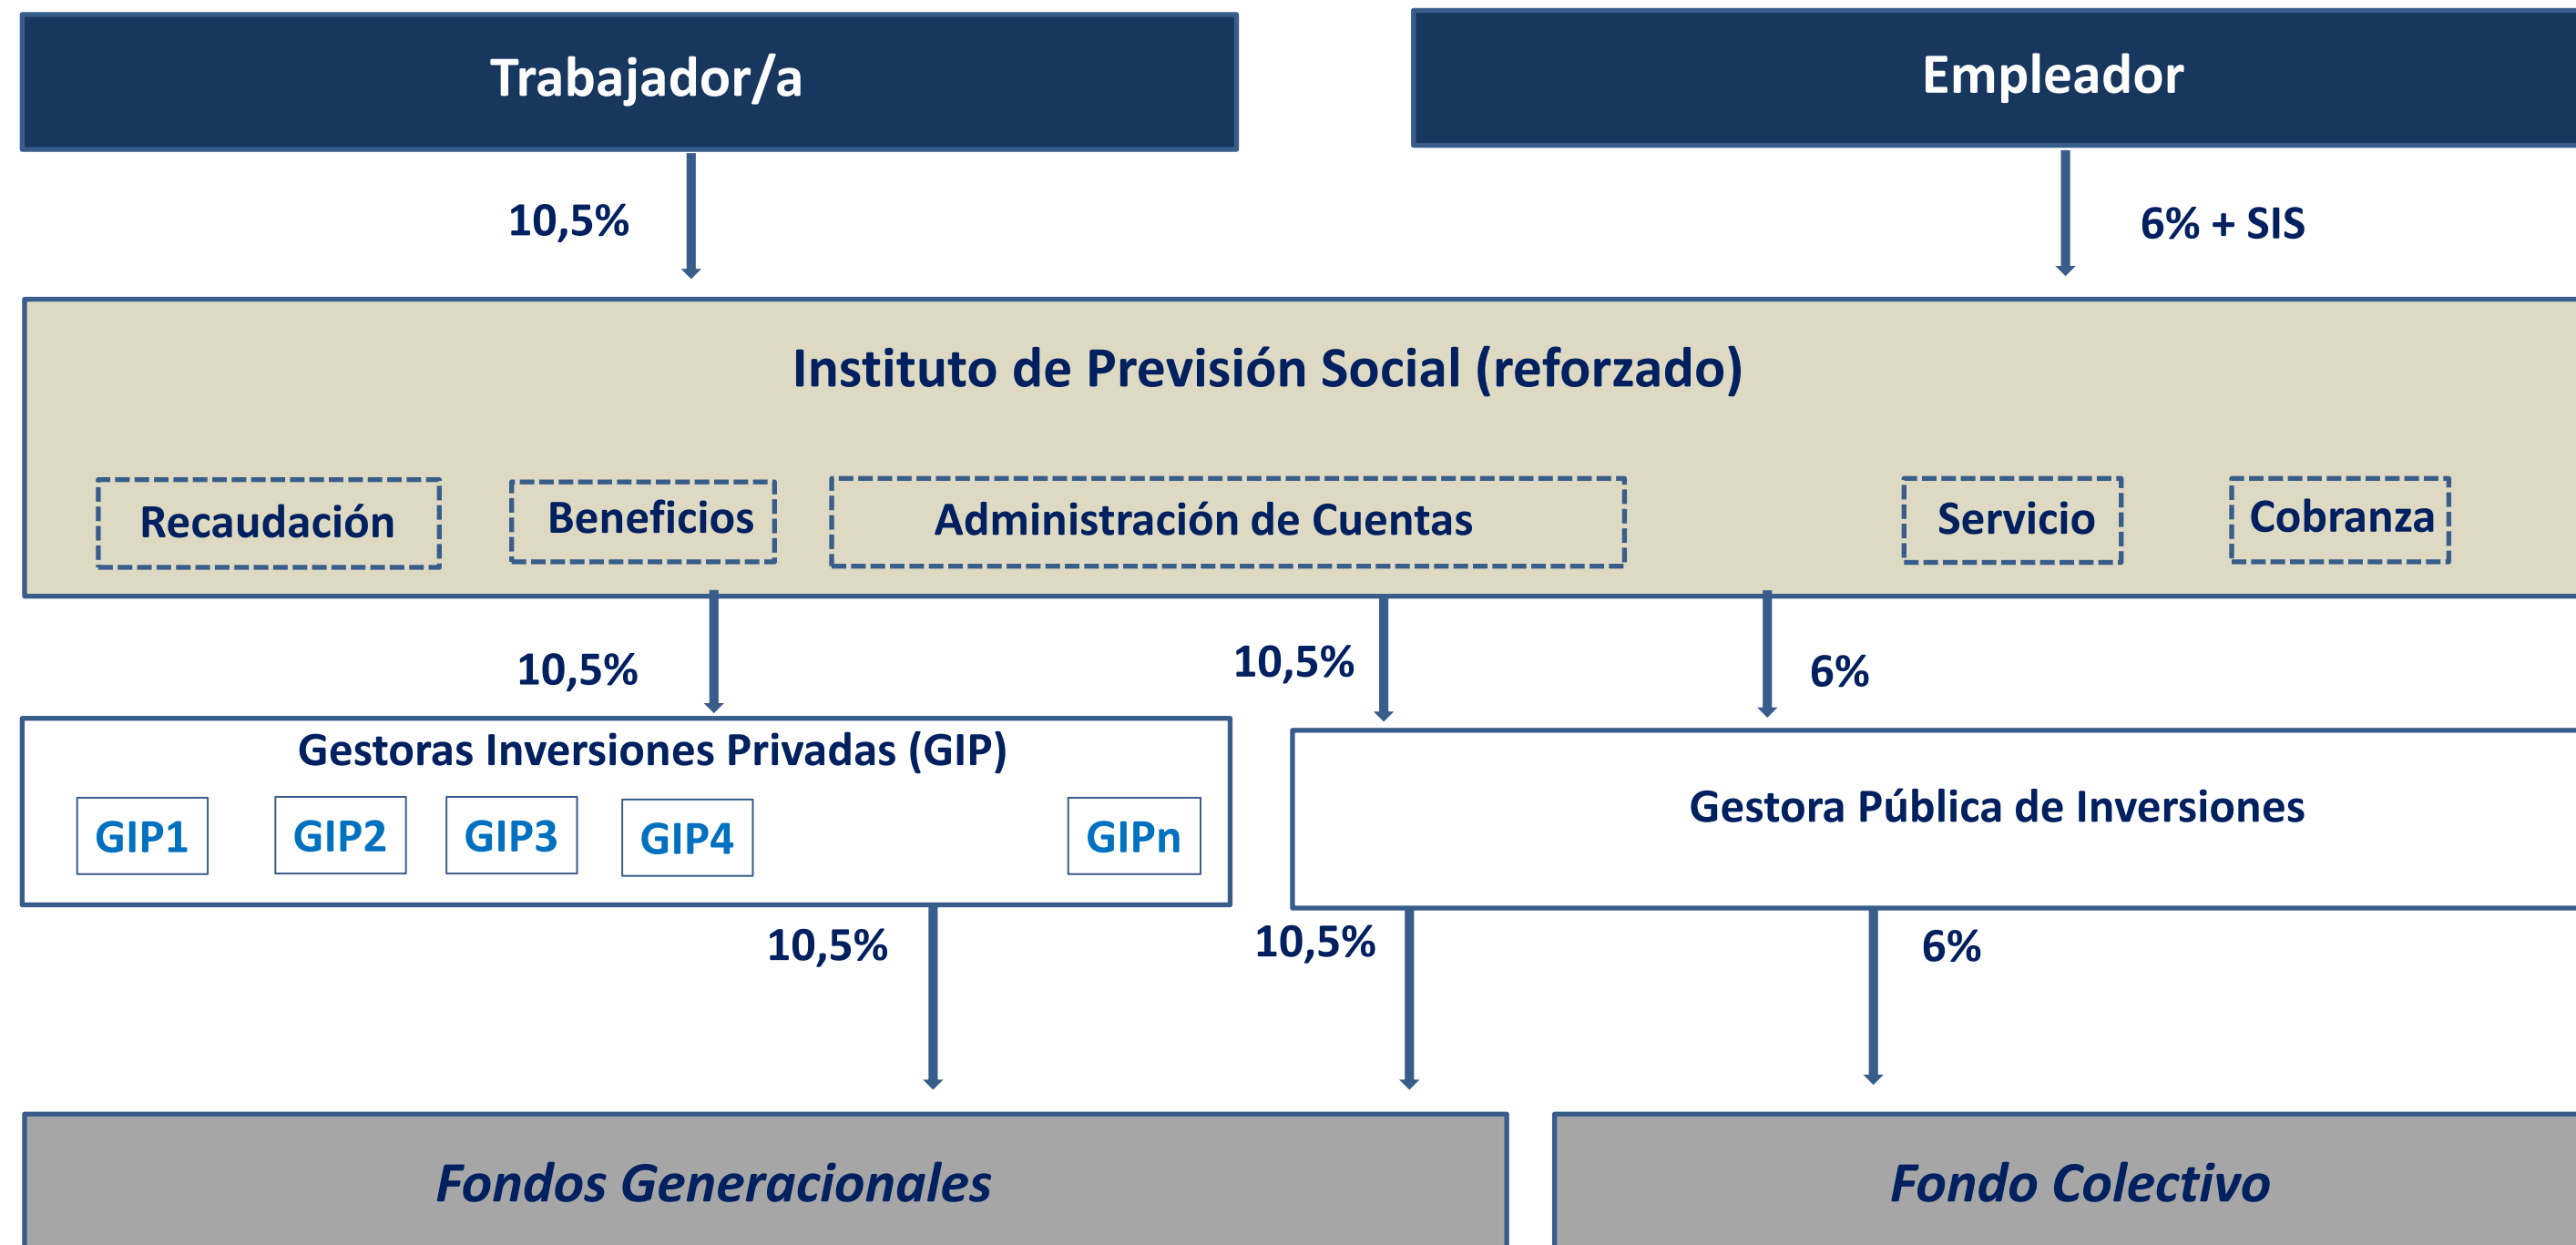 Trabajador/a
Empleador
10,5%
6% + SIS
Instituto de Previsión Social (reforzado)
Recaudación
Beneficios
Administración de Cuentas
Servicio
Cobranza
10,5%
10,5%
6%
Gestoras Inversiones Privadas (GIP)
GIP1
GIP2
GIP3
GIP4
GIPn
Gestora Pública de Inversiones
10,5%
10,5%
6%
Fondos Generacionales
Fondo Colectivo